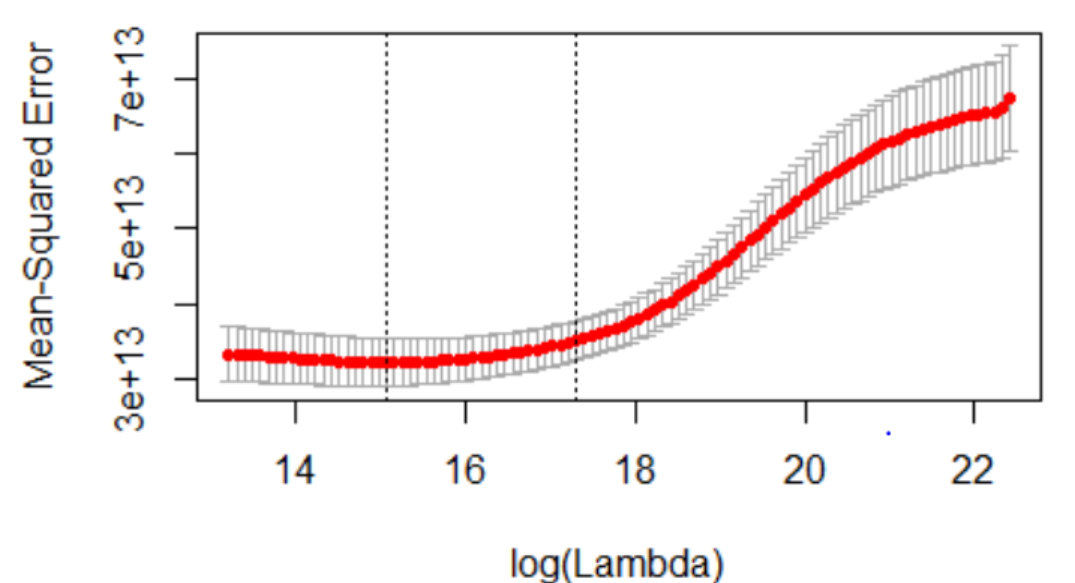 Mean-Squared Error
7e+13
5e+13
3e+13
14 16 18 20 22
log(Lambda)